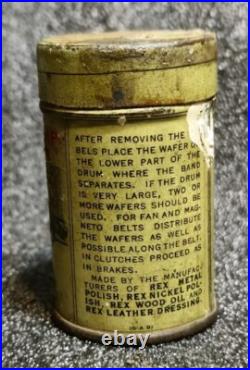 AFTER REMOVING THE
BELS PLACE THE WAFER
THE LOWER PART OF THE
DRUM WHERE THE BAND
SEPARATES. IF THE DRUM
IS VERY LARGE, TWO OR
MORE WAFERS SHOULD BE
USED. FOR FAN AND MAG-
NETO BELTS DISTRIBUTE
THE WAFERS AS WELL AS
POSSIBLE ALONG THE BELT.
IN CLUTCHES PROCEED AS
IN BRAKES.
MADE BY THE MANUFAC
TURERS OF REX METAL
POLISH, REX NICKEL POL-
ISH, REX WOOD OIL AND
REX LEATHER DRESSING.